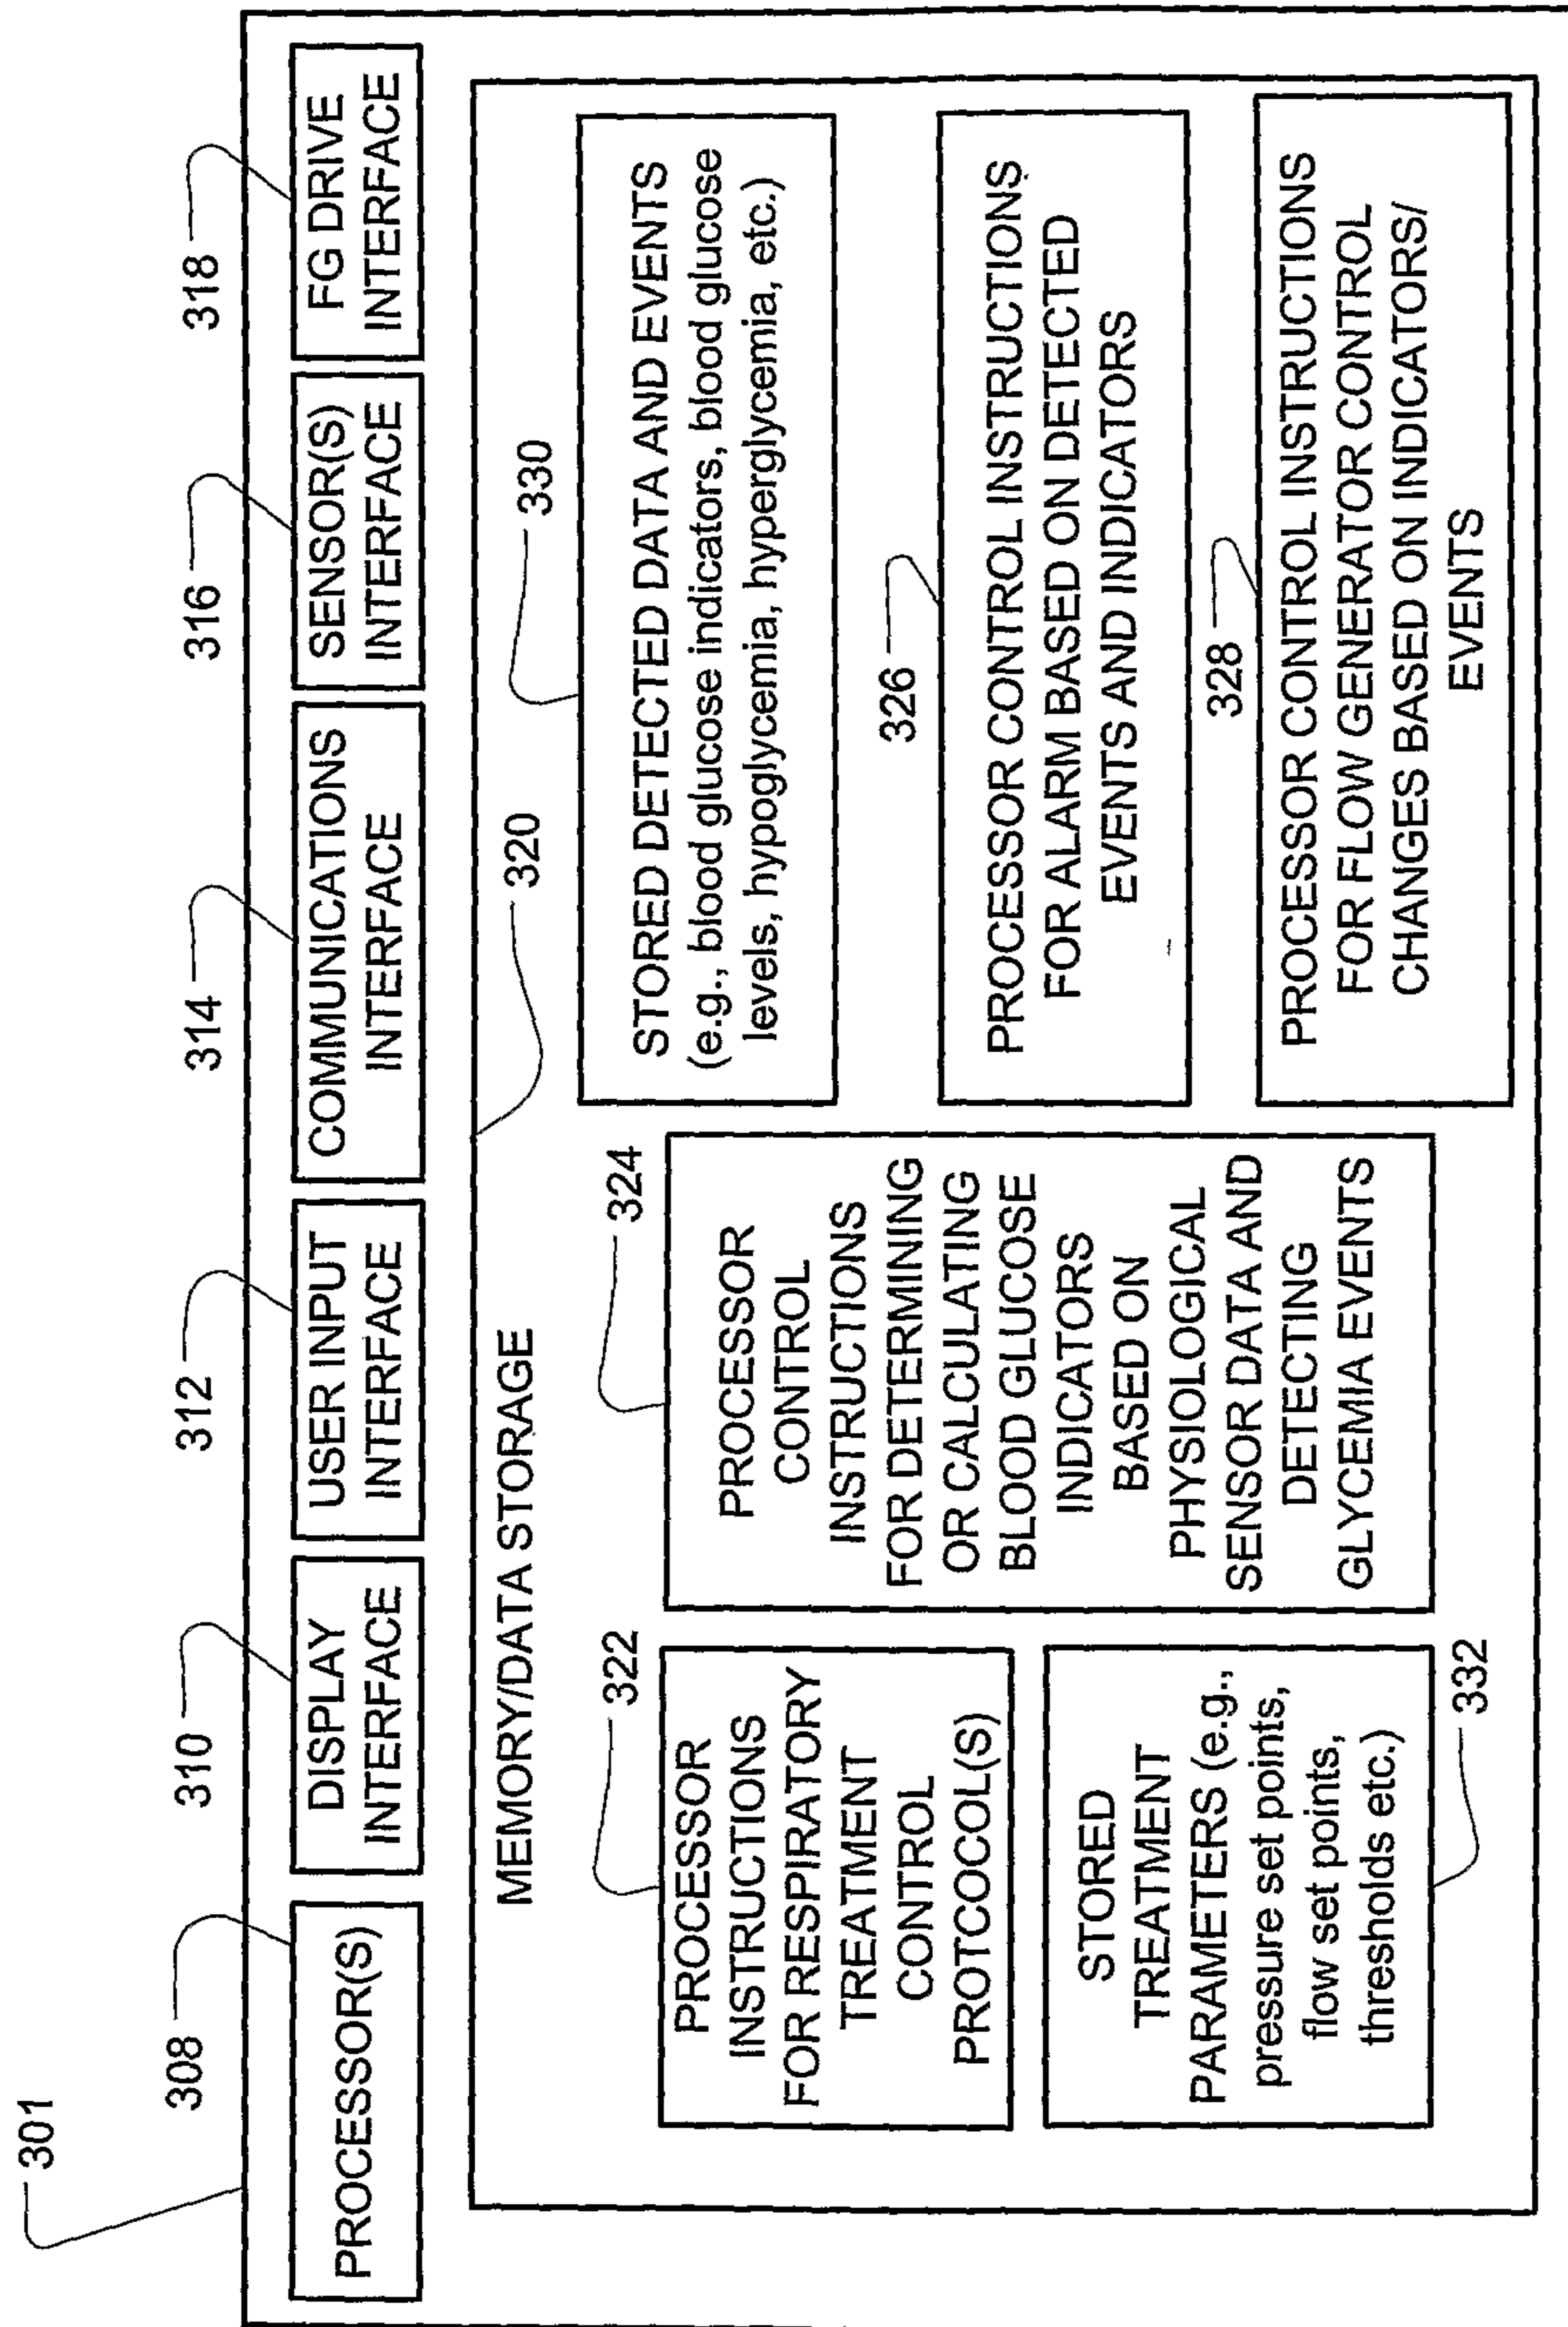 301
308
PROCESSOR(S)
310
DISPLAY
INTERFACE
312
USER INPUT
INTERFACE
314
COMMUNICATIONS
INTERFACE
316
SENSOR(S)
INTERFACE
318
FG DRIVE
INTERFACE
MEMORY/DATA STORAGE
320
322
PROCESSOR
INSTRUCTIONS
FOR RESPIRATORY
TREATMENT
CONTROL
PROTCOCOL(S)
STORED
TREATMENT
PARAMETERS (e.g.,
pressure set points,
flow set points,
thresholds etc.)
332
324
PROCESSOR
CONTROL
INSTRUCTIONS
FOR DETERMINING
OR CALCULATING
BLOOD GLUCOSE
INDICATORS
BASED ON
PHYSIOLOGICAL
SENSOR DATA AND
DETECTING
GLYCEMIA EVENTS
330
STORED DETECTED DATA AND EVENTS
(e.g., blood glucose indicators, blood glucose
levels, hypoglycemia, hyperglycemia, etc.)
326
PROCESSOR CONTROL INSTRUCTIONS
FOR ALARM BASED ON DETECTED
EVENTS AND INDICATORS
328
PROCESSOR CONTROL INSTRUCTIONS
FOR FLOW GENERATOR CONTROL
CHANGES BASED ON INDICATORS/
EVENTS